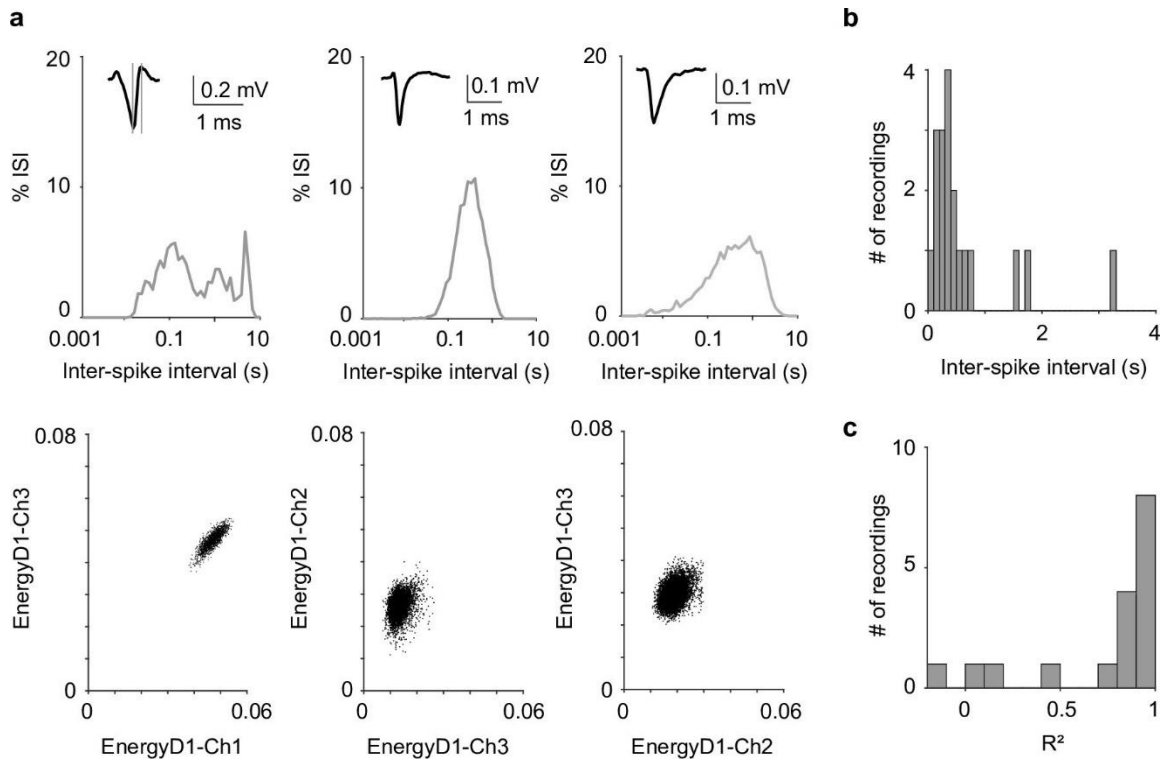 a
20
10
0
% ISI
0.2 mV
1 ms
0.001
0.1
10
Inter-spike interval (s)
20
10
0
% ISI
0.1 mV
1 ms
0.001
0.1
10
Inter-spike interval (s)
20
10
0
% ISI
0.1 mV
1 ms
0.001
0.1
10
Inter-spike interval (s)
b
4
2
0
# of recordings
0
2
4
Inter-spike interval (s)
0.08
0
EnergyD1-Ch3
0
0.06
EnergyD1-Ch1
0.08
0
EnergyD1-Ch2
0
0.06
EnergyD1-Ch3
0.08
0
EnergyD1-Ch3
0
0.06
EnergyD1-Ch2
c
10
5
0
# of recordings
0
0.5
1
R²